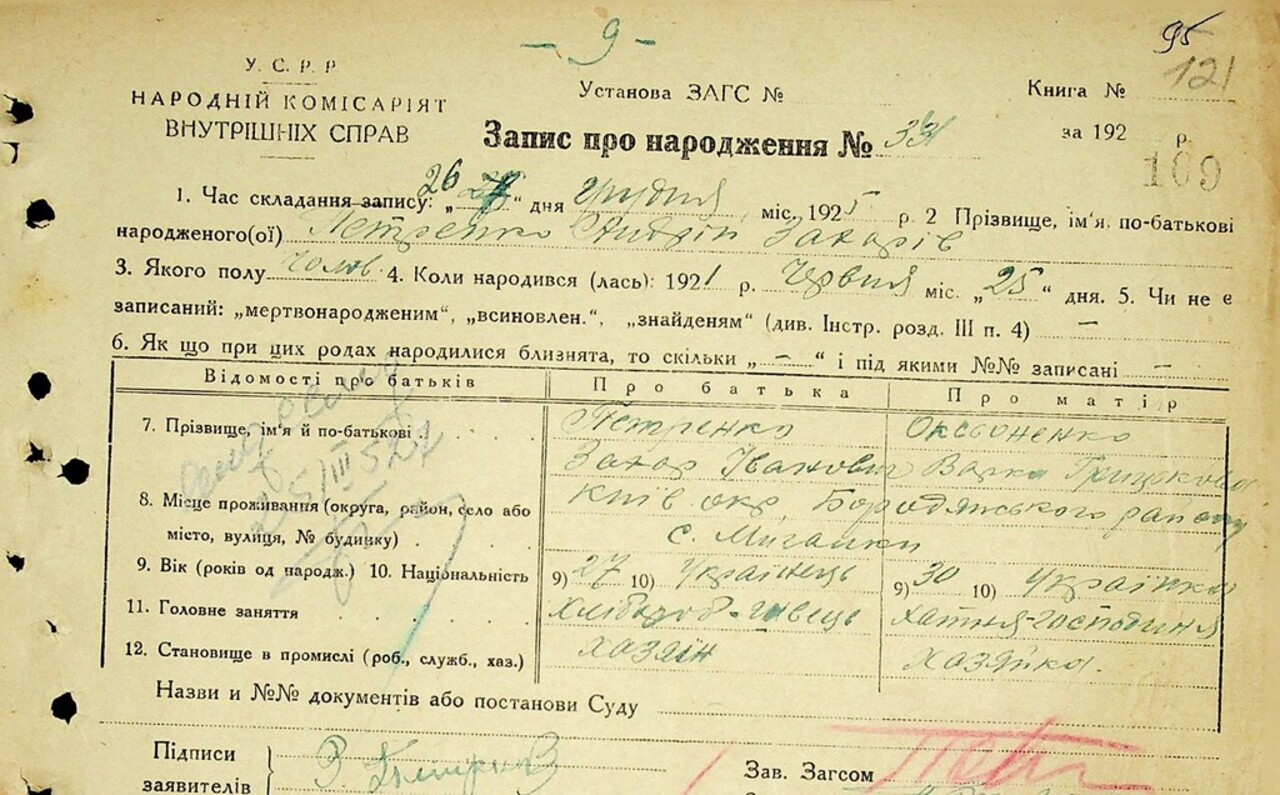 - 9 -
95
121
У. С. Р. Р.
НАРОДНІЙ КОМІСАРІЯТ
ВНУТРІШНІХ СПРАВ
Установа ЗАГС №
Книга №
за 192 р.
109
Запис про народження №
1. Час складання запису: „26“ дня грудня міс. 1925 р. 2 Прізвище, ім'я, по-батькові
народженого(ої) Петренко Андрій Захарів
3. Якого полу чолов. 4. Коли народився (лась): 1921 р. Червня міс. „25“ дня. 5. Чи не є
записаний: „мертвонародженим“, „всиновлен.“, „знайденям“ (див. Інстр. розд. III п. 4) —
6. Як що при цих родах народилися близнята, то скільки „—“ і під якими №№ записані —
Відомості про батьків Про батька Про матір
7. Прізвище, ім'я й по-батькові Петренко
Захар Іванович Варка Грицькова
8. Місце проживання (округа, район, село або Київ окр. Бородянського району
місто, вулиця, № будинку) с. Мигалки
9. Вік (років од народж.) 10. Національність 9) 27 10) Українець 9) 30 10) Українка
11. Головне заняття Хлібороб- хатня-господиня
12. Становище в промислі (роб., служб., хаз.) хазяїн хазяйка.
Назви и №№ документів або постанови Суду
Підписи
заявителів
Зав. Загсом